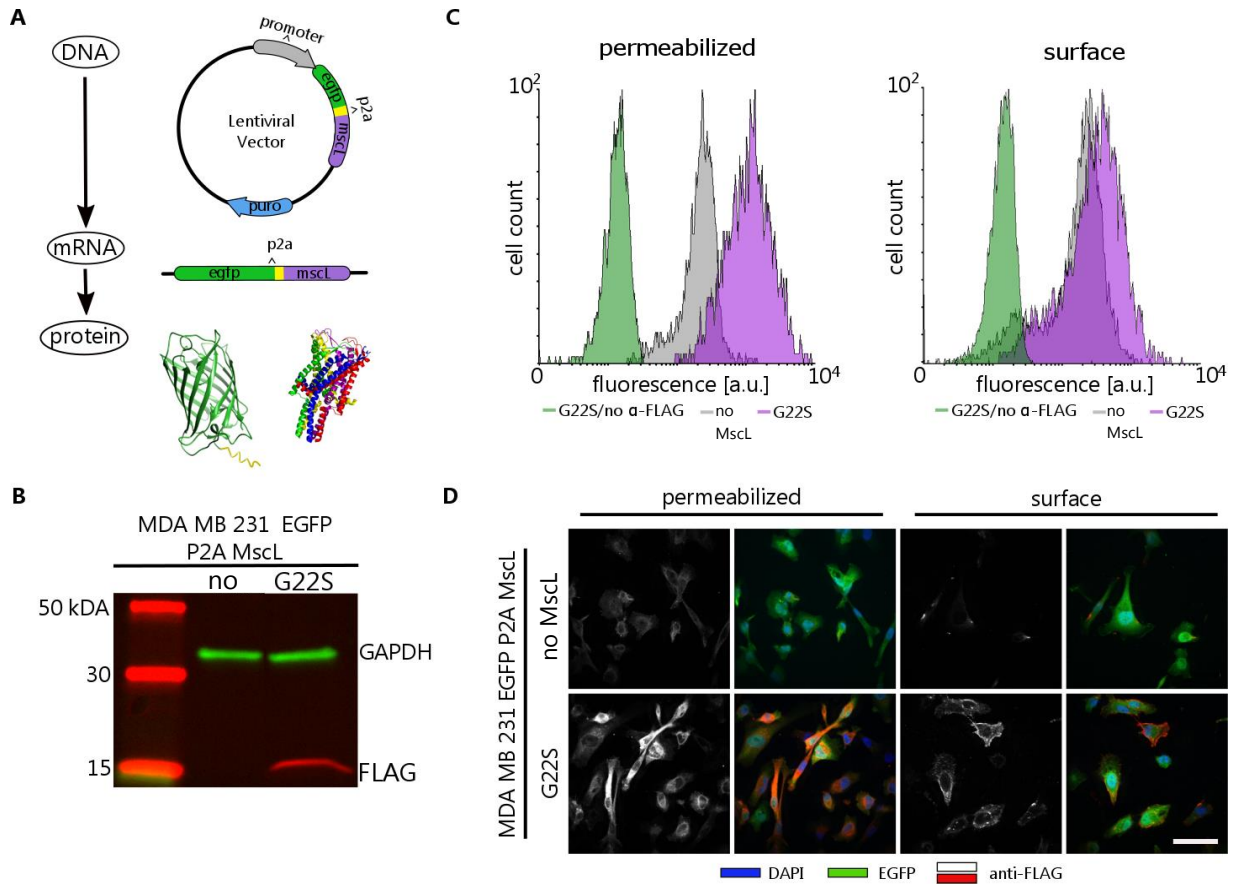 A
DNA
mRNA
protein
promoter
egfp
p2a
mscL
Lentiviral
Vector
puro
p2a
egfp
mscL
B
MDA MB 231 EGFP
P2A MscL
no
G22S
50 kDA
30
15
GAPDH
FLAG
C
permeabilized
10²
cell count
0
fluorescence [a.u.]
10⁴
G22S/no α-FLAG
no
MscL
G22S
surface
10²
cell count
0
fluorescence [a.u.]
10⁴
G22S/no α-FLAG
no
MscL
G22S
D
permeabilized
surface
MDA MB 231 EGFP P2A MscL
no MscL
G22S
DAPI
EGFP
anti-FLAG